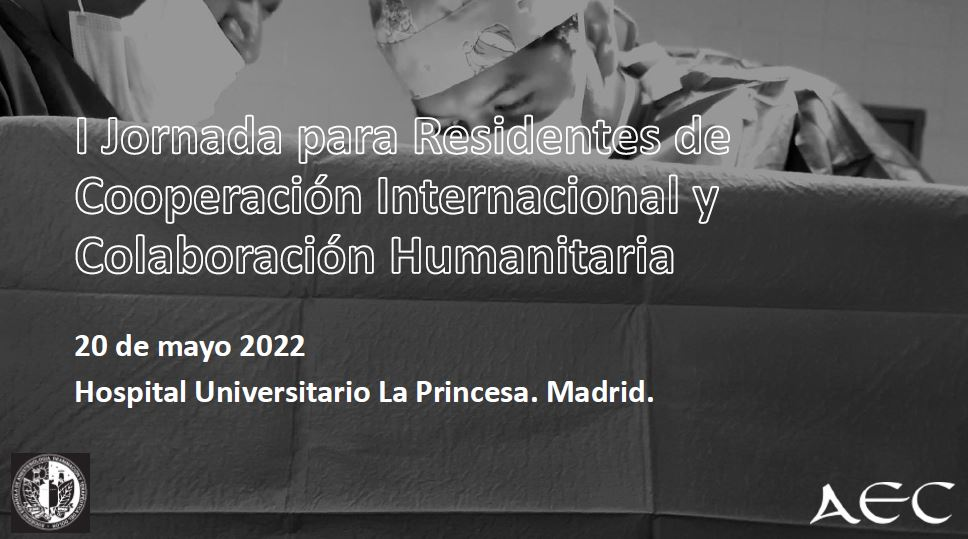 I Jornada para Residentes de
Cooperación Internacional y
Colaboración Humanitaria
20 de mayo 2022
Hospital Universitario La Princesa. Madrid.
AEC